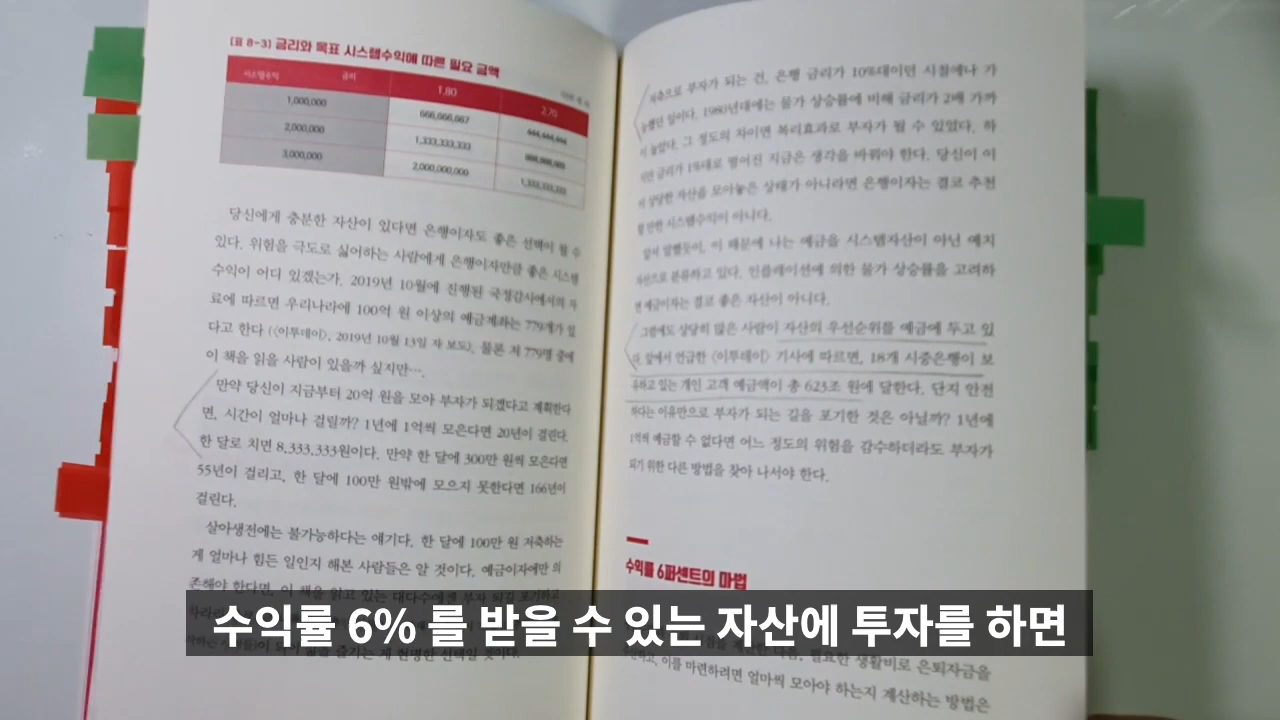 [표 8-3] 금리와 목표 시스템수익에 따른 필요 금액
시스템수익 금리 1.80 2.70
1,000,000 666,666,667 444,444,444
2,000,000 1,333,333,333 888,888,889
3,000,000 2,000,000,000 1,333,333,333
당신에게 충분한 자산이 있다면 은행이자도 좋은 선택이 될 수
있다. 위험을 극도로 싫어하는 사람에게 은행이자만큼 좋은 시스템
수익이 어디 있겠는가. 2019년 10월에 진행된 국정감사에서의 자
료에 따르면 우리나라에 100억 원 이상의 예금계좌는 779개가 있
다고 한다(〈이투데이〉, 2019년 10월 13일 자 보도). 물론 저 779명 중에
이 책을 읽을 사람이 있을까 싶지만….
만약 당신이 지금부터 20억 원을 모아 부자가 되겠다고 계획한다
면, 시간이 얼마나 걸릴까? 1년에 1억씩 모은다면 20년이 걸린다.
한 달로 치면 8,333,333원이다. 만약 한 달에 300만 원씩 모은다면
55년이 걸리고, 한 달에 100만 원밖에 모으지 못한다면 166년이
걸린다.
살아생전에는 불가능하다는 얘기다. 한 달에 100만 원 저축하는
게 얼마나 힘든 일인지 해본 사람들은 알 것이다. 예금이자에만 의
존해야 한다면, 이 책을 읽고 있는 대다수에겐 부자 되길 포기하고
저축으로 부자가 되는 건, 은행 금리가 10%대이던 시절에나 가
능했던 일이다. 1980년대에는 물가 상승률에 비해 금리가 2배 가까
이 높았다. 그 정도의 차이면 복리효과로 부자가 될 수 있었다. 하
지만 금리가 1%대로 떨어진 지금은 생각을 바꿔야 한다. 당신이 이
미 상당한 자산을 모아놓은 상태가 아니라면 은행이자는 결코 추천
할 만한 시스템수익이 아니다.
앞서 말했듯이, 이 때문에 나는 예금을 시스템자산이 아닌 예치
자산으로 분류하고 있다. 인플레이션에 의한 물가 상승률을 고려하
면 예금이자는 결코 좋은 자산이 아니다.
그럼에도 상당히 많은 사람이 자산의 우선순위를 예금에 두고 있
다. 앞에서 언급한 〈이투데이〉 기사에 따르면, 18개 시중은행이 보
유하고 있는 개인 고객 예금액이 총 623조 원에 달한다. 단지 안전
하다는 이유만으로 부자가 되는 길을 포기한 것은 아닐까? 1년에
1억씩 예금할 수 없다면 어느 정도의 위험을 감수하더라도 부자가
되기 위한 다른 방법을 찾아 나서야 한다.
수익률 6퍼센트의 마법
다음, 필요한 생활비로 은퇴자금을
이를 마련하려면 얼마씩 모아야 하는지 계산하는 방법은
수익률 6% 를 받을 수 있는 자산에 투자를 하면